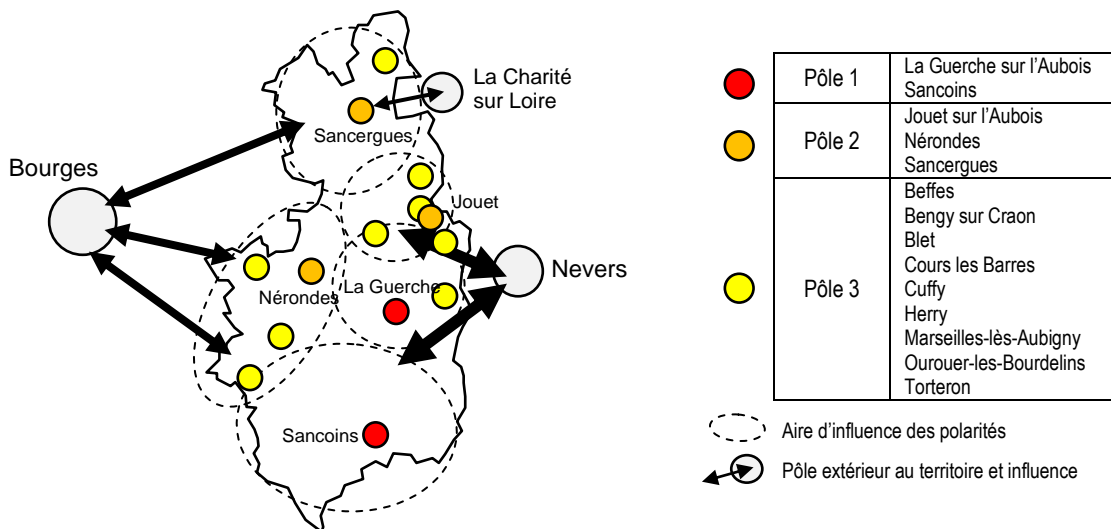 La Charité
sur Loire
Sancergues
Bourges
Jouet
Nevers
La Guerche
Nérondes
Sancoins
Pôle 1
La Guerche sur l’Aubois
Sancoins
Pôle 2
Jouet sur l’Aubois
Nérondes
Sancergues
Pôle 3
Beffes
Bengy sur Craon
Blet
Cours les Barres
Cuffy
Herry
Marseilles-lès-Aubigny
Ourouer-les-Bourdelins
Torteron
Aire d’influence des polarités
Pôle extérieur au territoire et influence